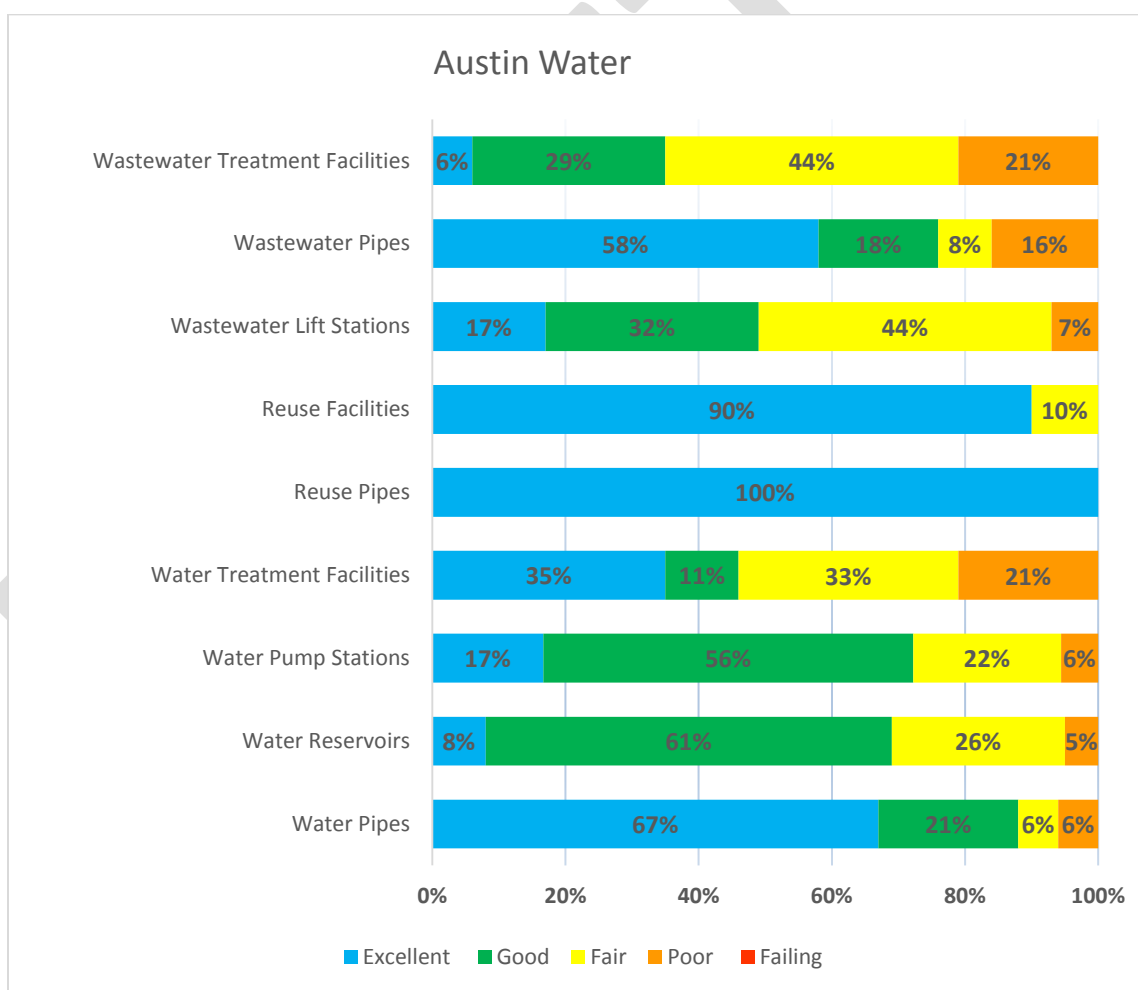 Austin Water
Wastewater Treatment Facilities 6% 29% 44% 21%
Wastewater Pipes 58% 18% 8% 16%
Wastewater Lift Stations 17% 32% 44% 7%
Reuse Facilities 90% 10%
Reuse Pipes 100%
Water Treatment Facilities 35% 11% 33% 21%
Water Pump Stations 17% 56% 22% 6%
Water Reservoirs 8% 61% 26% 5%
Water Pipes 67% 21% 6% 6%
0% 20% 40% 60% 80% 100%
Excellent Good Fair Poor Failing